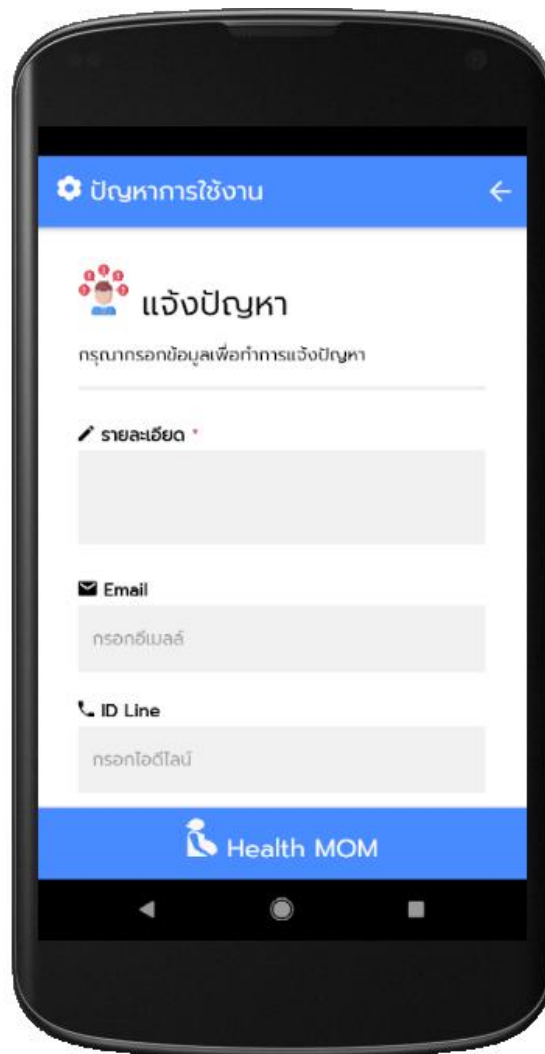 ปัญหาการใช้งาน
แจ้งปัญหา
กรุณากรอกข้อมูลเพื่อทำการแจ้งปัญหา
รายละเอียด *
Email
กรอกอีเมลล์
ID Line
กรอกไอดีไลน์
Health MOM